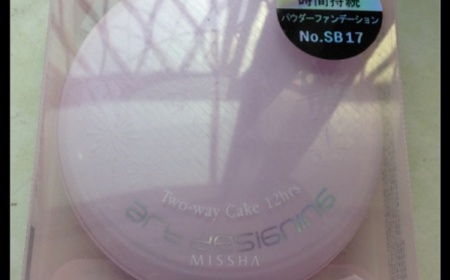 時間持続
パウダーファンデーション
No.SB17
Two-way Cake 12hrs
MISSHA